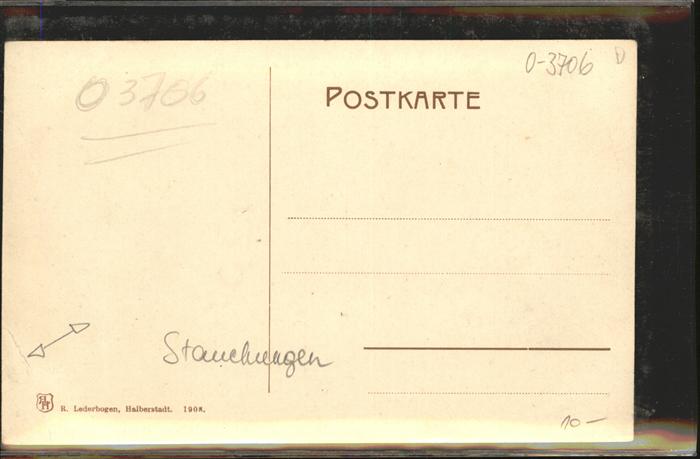 O-3706 D
O 3706
POSTKARTE
Stauchungen
R. Lederbogen, Halberstadt. 1908.
10-